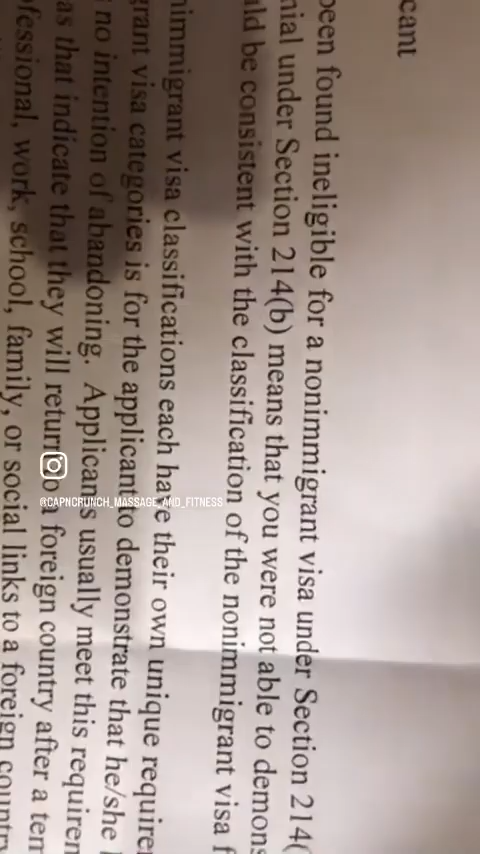 cant
been found ineligible for a nonimmigrant visa under Section 214(
nial under Section 214(b) means that you were not able to demons
uld be consistent with the classification of the nonimmigrant visa f
nimmigrant visa classifications each have their own unique require
grant visa categories is for the applicant to demonstrate that he/she
no intention of abandoning. Applicants usually meet this requirem
as that indicate that they will return to a foreign country after a tem
ofessional, work, school, family, or social links to a foreign country
@CAPNCRUNCH_MASSAGE_AND_FITNESS